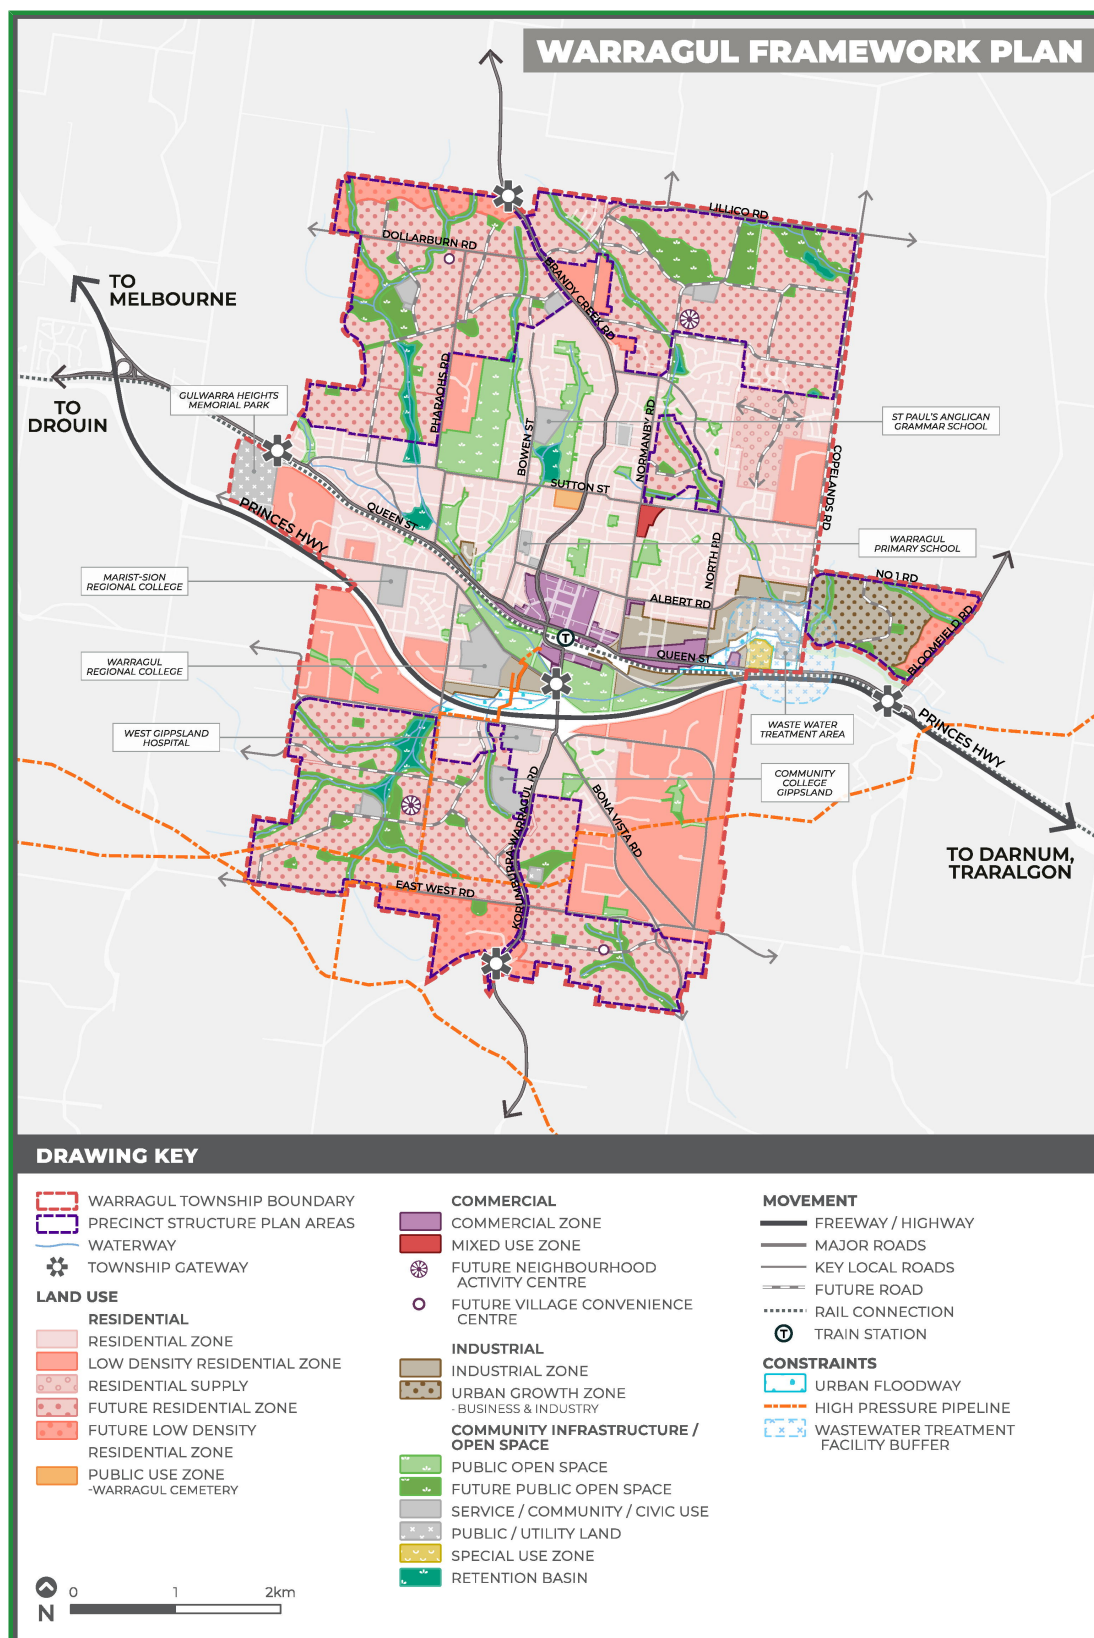 WARRAGUL FRAMEWORK PLAN
LILLICO RD
DOLLARBURN RD
BRANDY CREEK RD
TO
MELBOURNE
TO
DROUIN
GULWARRA HEIGHTS
MEMORIAL PARK
PHARAOHS RD
BOWEN ST
NORMANBY RD
ST PAUL'S ANGLICAN
GRAMMAR SCHOOL
COPELANDS RD
SUTTON ST
QUEEN ST
PRINCES HWY
NORTH RD
WARRAGUL
PRIMARY SCHOOL
MARIST-SION
REGIONAL COLLEGE
NO 1 RD
ALBERT RD
T
BLOOMFIELD RD
QUEEN ST
WARRAGUL
REGIONAL COLLEGE
WEST GIPPSLAND
HOSPITAL
WASTE WATER
TREATMENT AREA
PRINCES HWY
COMMUNITY
COLLEGE
GIPPSLAND
BONA VISTA RD
KORUMBURRA-WARRAGUL RD
TO DARNUM,
TRARALGON
EAST WEST RD
DRAWING KEY
WARRAGUL TOWNSHIP BOUNDARY
PRECINCT STRUCTURE PLAN AREAS
WATERWAY
TOWNSHIP GATEWAY
LAND USE
RESIDENTIAL
RESIDENTIAL ZONE
LOW DENSITY RESIDENTIAL ZONE
RESIDENTIAL SUPPLY
FUTURE RESIDENTIAL ZONE
FUTURE LOW DENSITY
RESIDENTIAL ZONE
PUBLIC USE ZONE
-WARRAGUL CEMETERY
COMMERCIAL
COMMERCIAL ZONE
MIXED USE ZONE
FUTURE NEIGHBOURHOOD
ACTIVITY CENTRE
FUTURE VILLAGE CONVENIENCE
CENTRE
INDUSTRIAL
INDUSTRIAL ZONE
URBAN GROWTH ZONE
- BUSINESS & INDUSTRY
COMMUNITY INFRASTRUCTURE /
OPEN SPACE
PUBLIC OPEN SPACE
FUTURE PUBLIC OPEN SPACE
SERVICE / COMMUNITY / CIVIC USE
PUBLIC / UTILITY LAND
SPECIAL USE ZONE
RETENTION BASIN
MOVEMENT
FREEWAY / HIGHWAY
MAJOR ROADS
KEY LOCAL ROADS
FUTURE ROAD
RAIL CONNECTION
T TRAIN STATION
CONSTRAINTS
URBAN FLOODWAY
HIGH PRESSURE PIPELINE
WASTEWATER TREATMENT
FACILITY BUFFER
N
0 1 2km